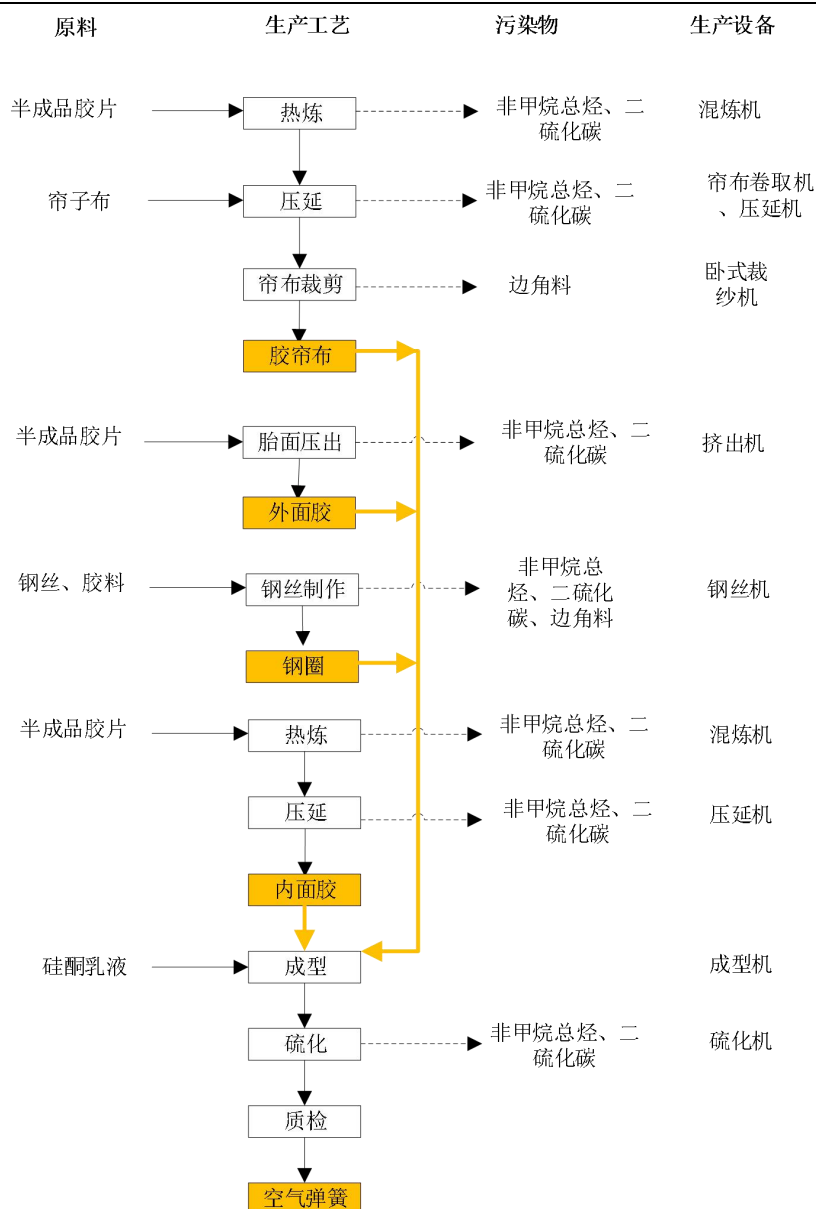 原料
生产工艺
污染物
生产设备
半成品胶片
热炼
非甲烷总烃、二
硫化碳
混炼机
帘子布
压延
非甲烷总烃、二
硫化碳
帘布卷取机
、压延机
帘布裁剪
边角料
卧式裁
纱机
胶帘布
半成品胶片
胎面压出
非甲烷总烃、二
硫化碳
挤出机
外面胶
钢丝、胶料
钢丝制作
非甲烷总
烃、二硫化
碳、边角料
钢丝机
钢圈
半成品胶片
热炼
非甲烷总烃、二
硫化碳
混炼机
压延
非甲烷总烃、二
硫化碳
压延机
内面胶
硅酮乳液
成型
成型机
硫化
非甲烷总烃、二
硫化碳
硫化机
质检
空气弹簧